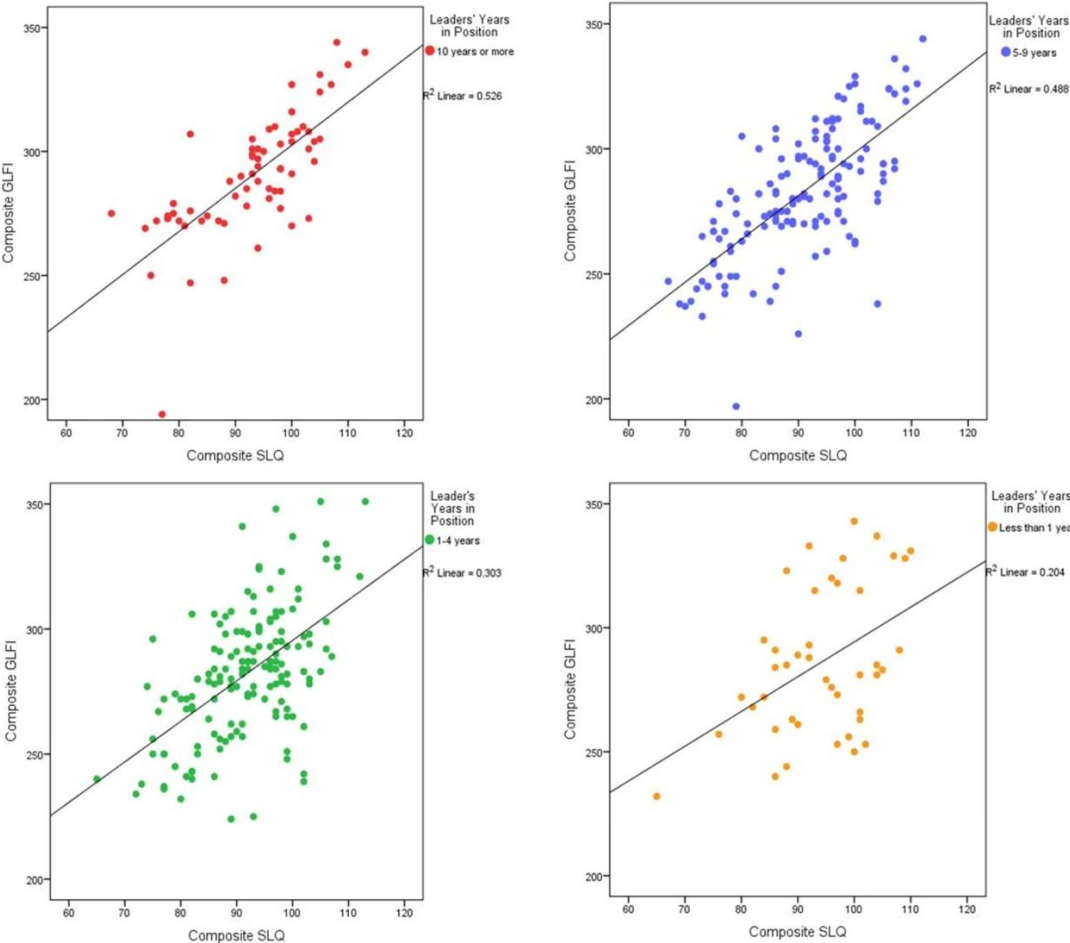 Leaders' Years
in Position
10 years or more
R2 Linear = 0.526
350
300
250
200
Composite GLFI
60 70 80 90 100 110 120
Composite SLQ
Leaders' Years
in Position
5-9 years
R2 Linear = 0.488
350
300
250
200
Composite GLFI
60 70 80 90 100 110 120
Composite SLQ
Leader's
Years in
Position
1-4 years
R2 Linear = 0.303
350
300
250
200
Composite GLFI
60 70 80 90 100 110 120
Composite SLQ
Leaders' Years
in Position
Less than 1 yea
R2 Linear = 0.204
350
300
250
200
Composite GLFI
60 70 80 90 100 110 120
Composite SLQ